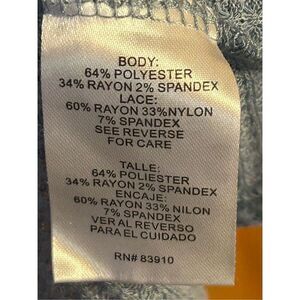 BODY:
64% POLYESTER
34% RAYON 2% SPANDEX
LACE:
60% RAYON 33%NYLON
7% SPANDEX
SEE REVERSE
FOR CARE
TALLE:
64% POLIESTER
34% RAYON 2% SPANDEX
ENCAJE:
60% RAYON 33% NILON
7% SPANDEX
VER AL REVERSO
PARA EL CUIDADO
RN# 83910